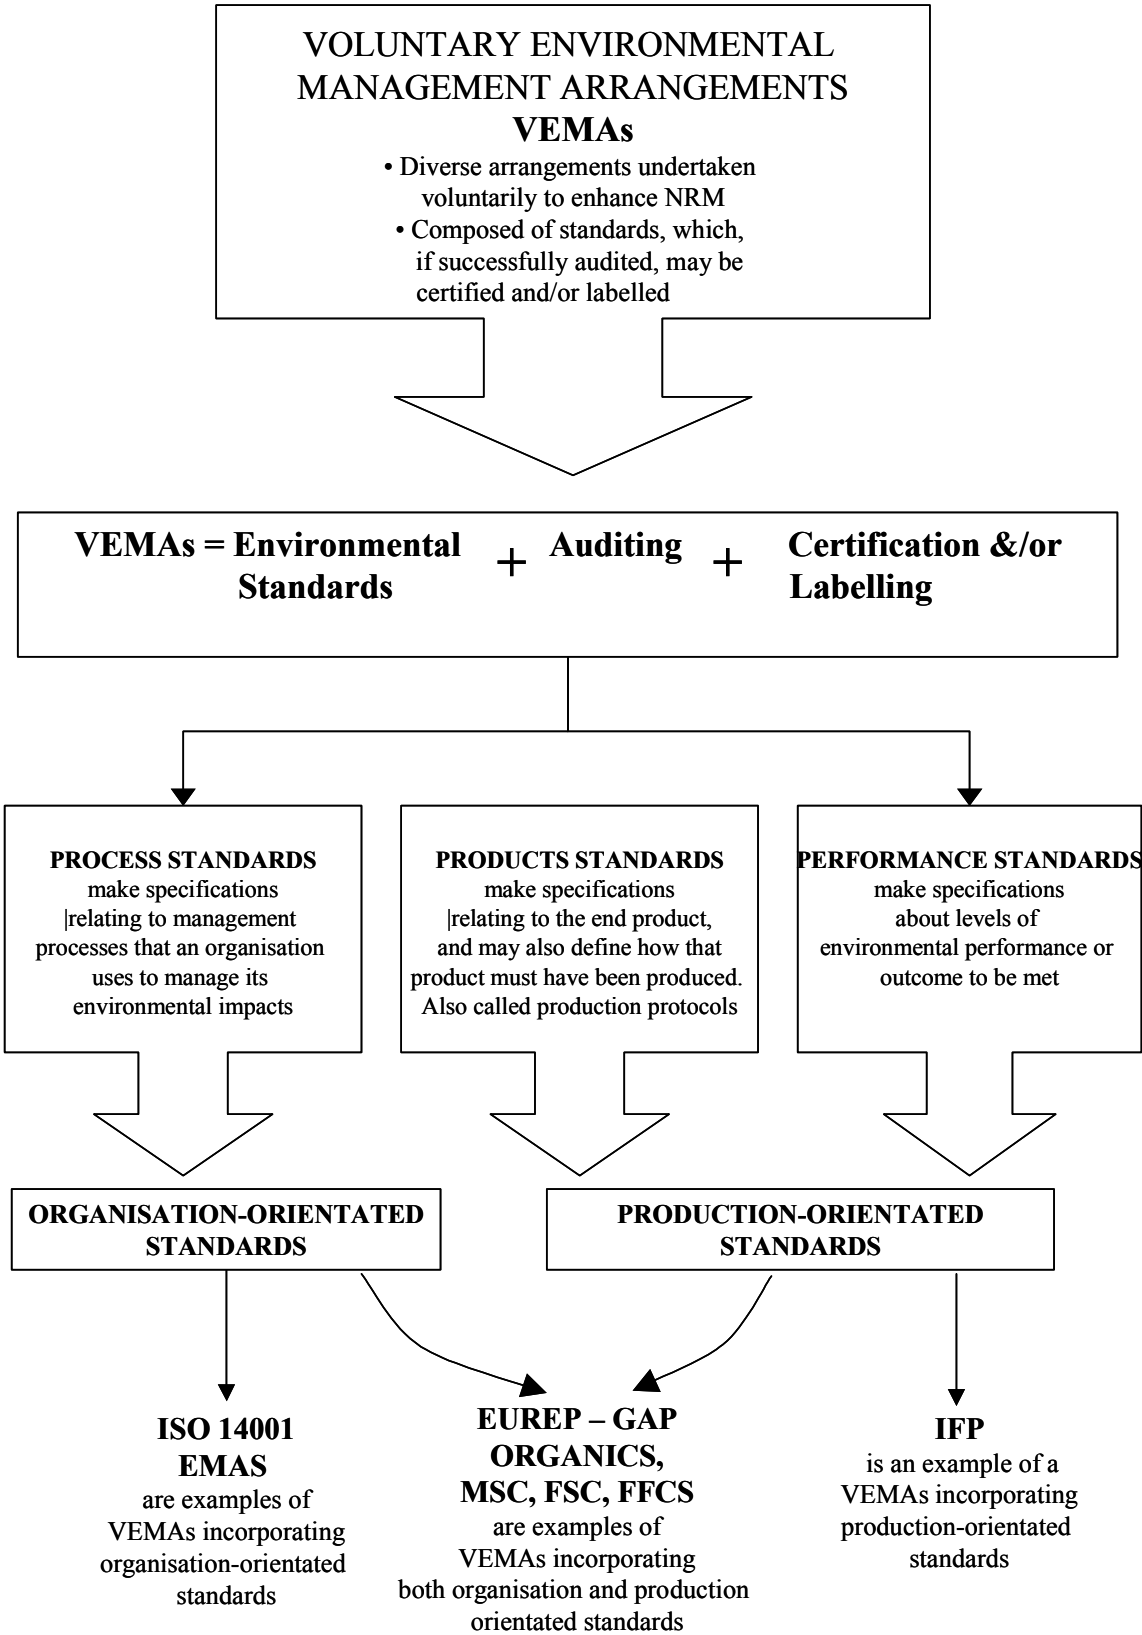 VOLUNTARY ENVIRONMENTAL
MANAGEMENT ARRANGEMENTS
VEMAs
• Diverse arrangements undertaken
voluntarily to enhance NRM
• Composed of standards, which,
if successfully audited, may be
certified and/or labelled
VEMAs = Environmental Standards + Auditing + Certification &/or Labelling
PROCESS STANDARDS
make specifications
|relating to management
processes that an organisation
uses to manage its
environmental impacts
PRODUCTS STANDARDS
make specifications
|relating to the end product,
and may also define how that
product must have been produced.
Also called production protocols
PERFORMANCE STANDARDS
make specifications
about levels of
environmental performance or
outcome to be met
ORGANISATION-ORIENTATED
STANDARDS
PRODUCTION-ORIENTATED
STANDARDS
ISO 14001
EMAS
are examples of
VEMAs incorporating
organisation-orientated
standards
EUREP – GAP
ORGANICS,
MSC, FSC, FFCS
are examples of
VEMAs incorporating
both organisation and production
orientated standards
IFP
is an example of a
VEMAs incorporating
production-orientated
standards